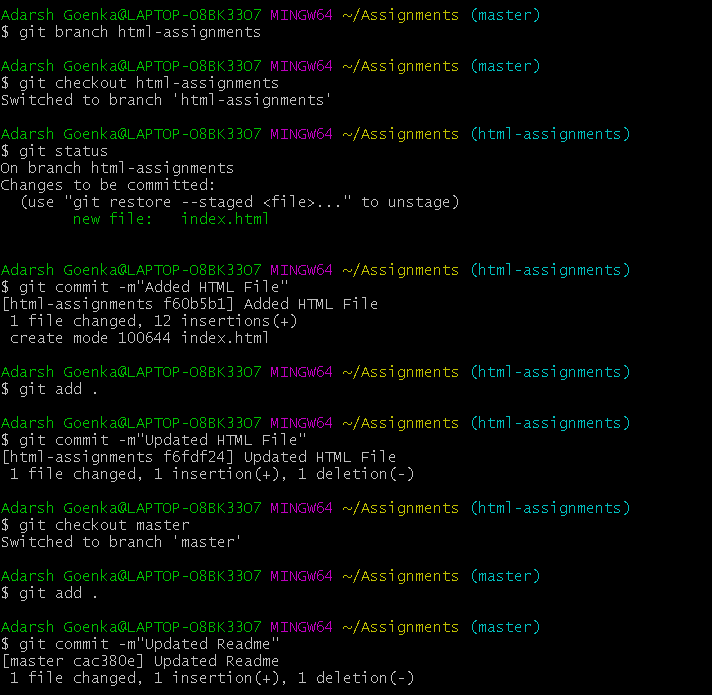 Adarsh Goenka@LAPTOP-O8BK33O7 MINGW64 ~/Assignments (master)
$ git branch html-assignments
Adarsh Goenka@LAPTOP-O8BK33O7 MINGW64 ~/Assignments (master)
$ git checkout html-assignments
Switched to branch 'html-assignments'
Adarsh Goenka@LAPTOP-O8BK33O7 MINGW64 ~/Assignments (html-assignments)
$ git status
On branch html-assignments
Changes to be committed:
  (use "git restore --staged <file>..." to unstage)
        new file:   index.html
Adarsh Goenka@LAPTOP-O8BK33O7 MINGW64 ~/Assignments (html-assignments)
$ git commit -m"Added HTML File"
[html-assignments f60b5b1] Added HTML File
 1 file changed, 12 insertions(+)
 create mode 100644 index.html
Adarsh Goenka@LAPTOP-O8BK33O7 MINGW64 ~/Assignments (html-assignments)
$ git add .
Adarsh Goenka@LAPTOP-O8BK33O7 MINGW64 ~/Assignments (html-assignments)
$ git commit -m"Updated HTML File"
[html-assignments f6fdf24] Updated HTML File
 1 file changed, 1 insertion(+), 1 deletion(-)
Adarsh Goenka@LAPTOP-O8BK33O7 MINGW64 ~/Assignments (html-assignments)
$ git checkout master
Switched to branch 'master'
Adarsh Goenka@LAPTOP-O8BK33O7 MINGW64 ~/Assignments (master)
$ git add .
Adarsh Goenka@LAPTOP-O8BK33O7 MINGW64 ~/Assignments (master)
$ git commit -m"Updated Readme"
[master cac380e] Updated Readme
 1 file changed, 1 insertion(+), 1 deletion(-)